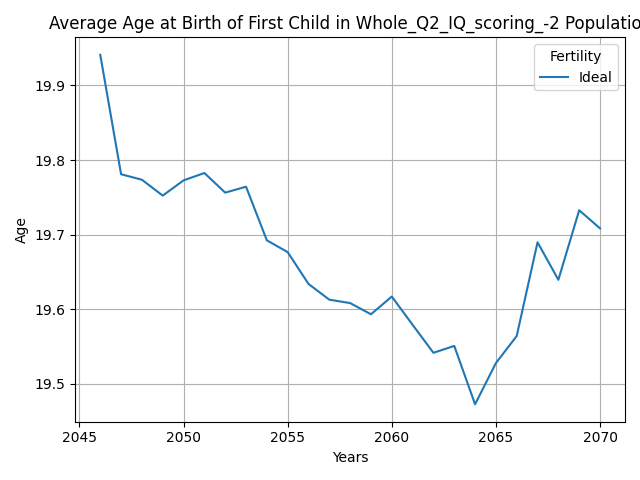 Average Age at Birth of First Child in Whole_Q2_IQ_scoring_-2 Populatio
Fertility
Ideal
19.9
19.8
19.7
19.6
19.5
Age
2045 2050 2055 2060 2065 2070
Years